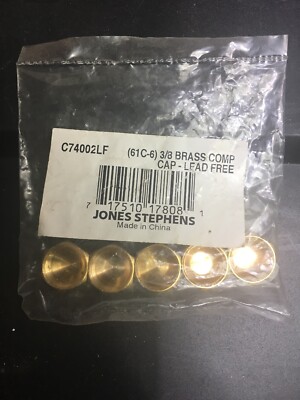 C74002LF (61C-6) 3/8 BRASS COMP
CAP - LEAD FREE
7 17510 17808 1
JONES STEPHENS
Made in China